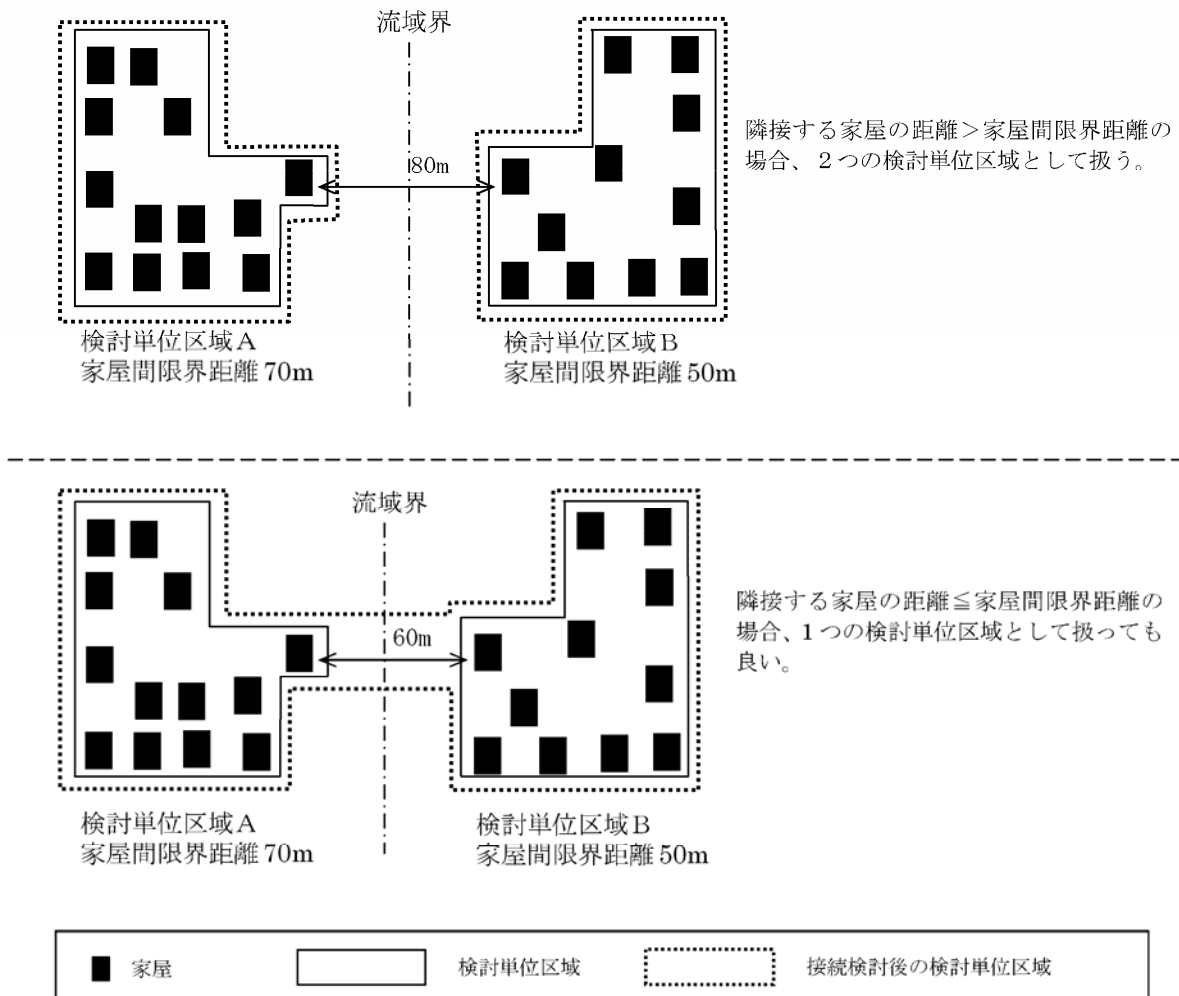 流域界
80m
隣接する家屋の距離＞家屋間限界距離の
場合、２つの検討単位区域として扱う。
検討単位区域Ａ
家屋間限界距離 70m
検討単位区域Ｂ
家屋間限界距離 50m
流域界
60m
隣接する家屋の距離≦家屋間限界距離の
場合、１つの検討単位区域として扱っても
良い。
検討単位区域Ａ
家屋間限界距離 70m
検討単位区域Ｂ
家屋間限界距離 50m
家屋
検討単位区域
接続検討後の検討単位区域